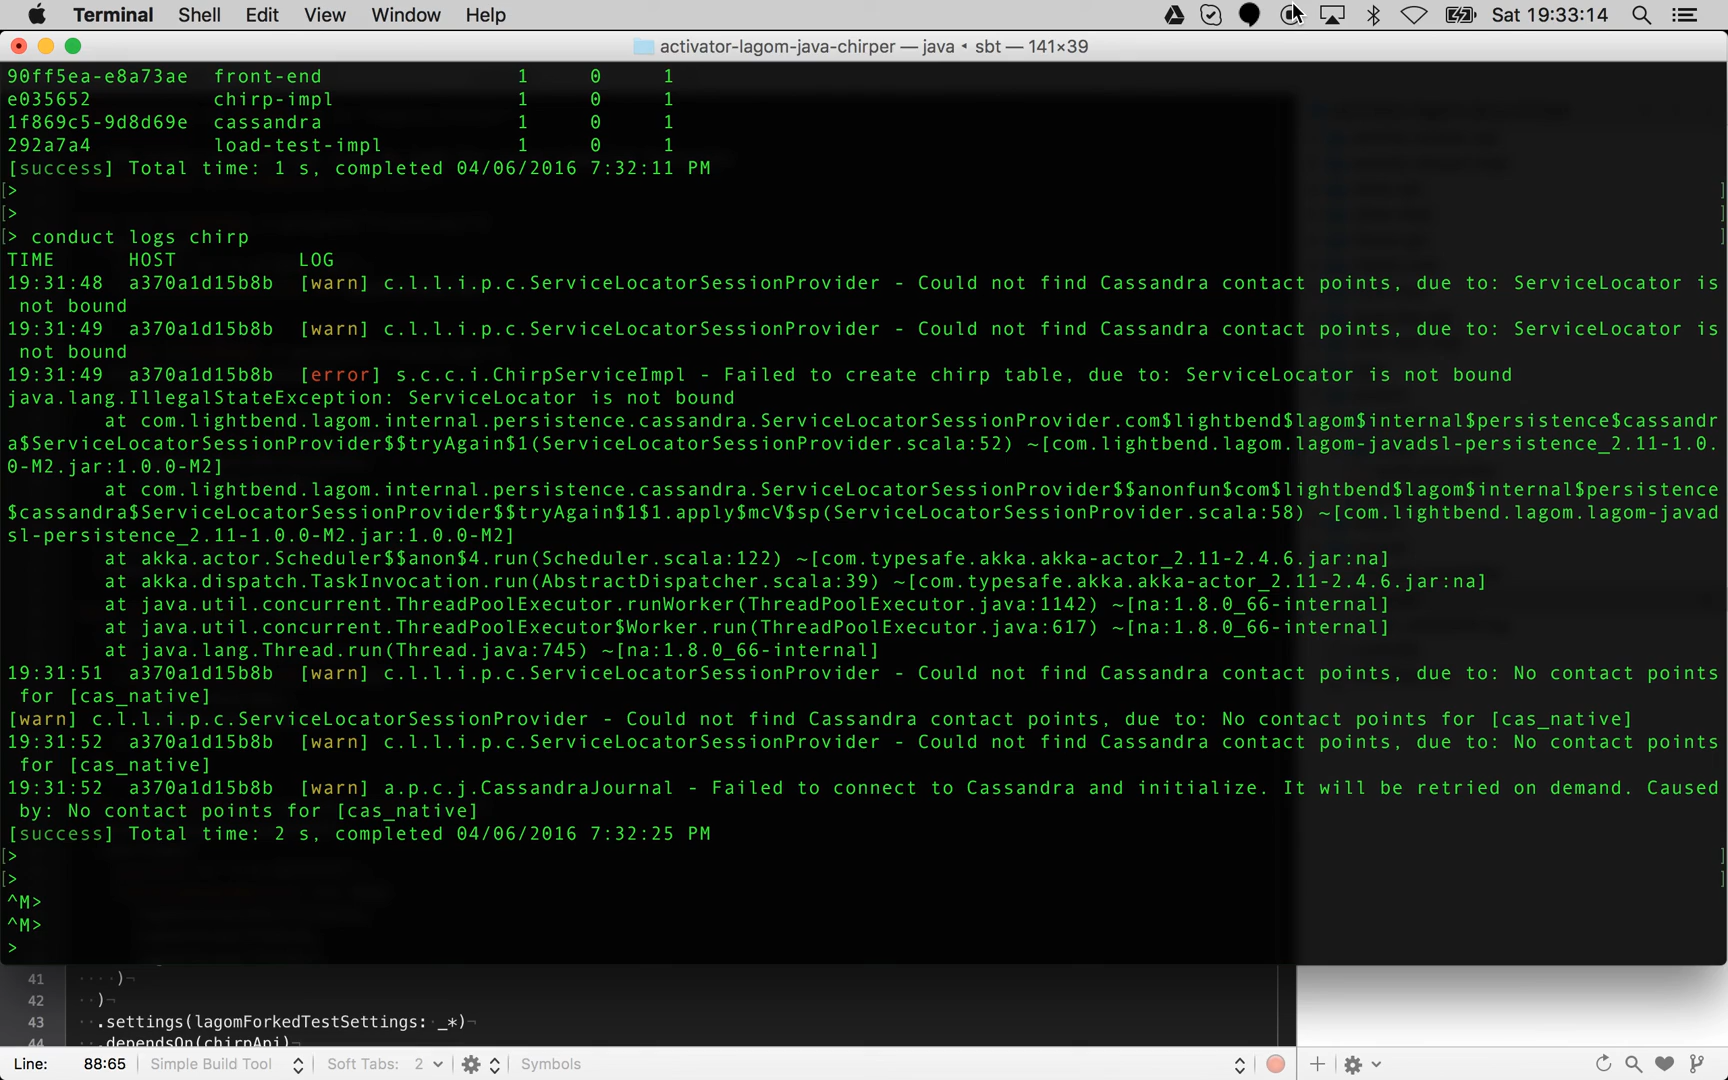 Terminal Shell Edit View Window Help Sat 19:33:14
activator-lagom-java-chirper — java ◂ sbt — 141×39
90ff5ea-e8a73ae front-end 1 0 1
e035652 chirp-impl 1 0 1
1f869c5-9d8d69e cassandra 1 0 1
292a7a4 load-test-impl 1 0 1
[success] Total time: 1 s, completed 04/06/2016 7:32:11 PM
[> ]
[> ]
[> conduct logs chirp ]
TIME HOST LOG
19:31:48 a370a1d15b8b [warn] c.l.l.i.p.c.ServiceLocatorSessionProvider - Could not find Cassandra contact points, due to: ServiceLocator is
not bound
19:31:49 a370a1d15b8b [warn] c.l.l.i.p.c.ServiceLocatorSessionProvider - Could not find Cassandra contact points, due to: ServiceLocator is
not bound
19:31:49 a370a1d15b8b [error] s.c.c.i.ChirpServiceImpl - Failed to create chirp table, due to: ServiceLocator is not bound
java.lang.IllegalStateException: ServiceLocator is not bound
at com.lightbend.lagom.internal.persistence.cassandra.ServiceLocatorSessionProvider.com$lightbend$lagom$internal$persistence$cassandr
a$ServiceLocatorSessionProvider$$tryAgain$1(ServiceLocatorSessionProvider.scala:52) ~[com.lightbend.lagom.lagom-javadsl-persistence_2.11-1.0.
0-M2.jar:1.0.0-M2]
at com.lightbend.lagom.internal.persistence.cassandra.ServiceLocatorSessionProvider$$anonfun$com$lightbend$lagom$internal$persistence
$cassandra$ServiceLocatorSessionProvider$$tryAgain$1$1.apply$mcV$sp(ServiceLocatorSessionProvider.scala:58) ~[com.lightbend.lagom.lagom-javad
sl-persistence_2.11-1.0.0-M2.jar:1.0.0-M2]
at akka.actor.Scheduler$$anon$4.run(Scheduler.scala:122) ~[com.typesafe.akka.akka-actor_2.11-2.4.6.jar:na]
at akka.dispatch.TaskInvocation.run(AbstractDispatcher.scala:39) ~[com.typesafe.akka.akka-actor_2.11-2.4.6.jar:na]
at java.util.concurrent.ThreadPoolExecutor.runWorker(ThreadPoolExecutor.java:1142) ~[na:1.8.0_66-internal]
at java.util.concurrent.ThreadPoolExecutor$Worker.run(ThreadPoolExecutor.java:617) ~[na:1.8.0_66-internal]
at java.lang.Thread.run(Thread.java:745) ~[na:1.8.0_66-internal]
19:31:51 a370a1d15b8b [warn] c.l.l.i.p.c.ServiceLocatorSessionProvider - Could not find Cassandra contact points, due to: No contact points
for [cas_native]
[warn] c.l.l.i.p.c.ServiceLocatorSessionProvider - Could not find Cassandra contact points, due to: No contact points for [cas_native]
19:31:52 a370a1d15b8b [warn] c.l.l.i.p.c.ServiceLocatorSessionProvider - Could not find Cassandra contact points, due to: No contact points
for [cas_native]
19:31:52 a370a1d15b8b [warn] a.p.c.j.CassandraJournal - Failed to connect to Cassandra and initialize. It will be retried on demand. Caused
by: No contact points for [cas_native]
[success] Total time: 2 s, completed 04/06/2016 7:32:25 PM
[> ]
[> ]
^M>
^M>
>
41 ····)¬
42 ··)¬
43 ··.settings(lagomForkedTestSettings:·_*)¬
44 ··.dependsOn(chirpApi)
Line: 88:65 Simple Build Tool Soft Tabs: 2 Symbols